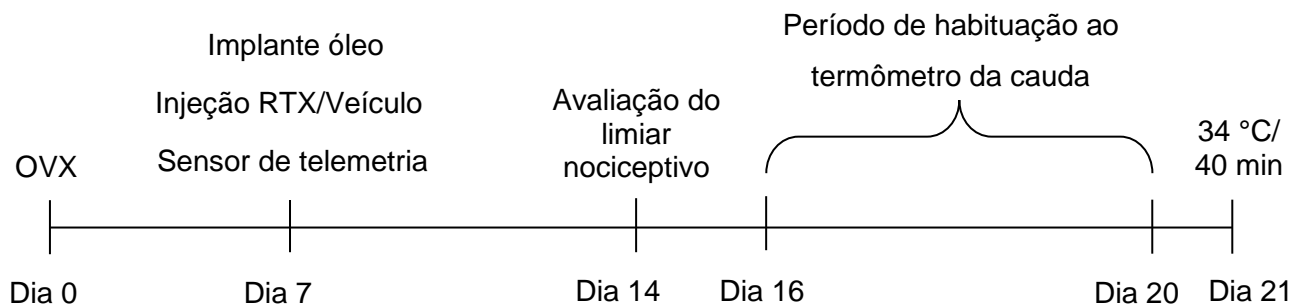 OVX
Implante óleo
Injeção RTX/Veículo
Sensor de telemetria
Avaliação do
limiar
nociceptivo
Período de habituação ao
termômetro da cauda
34 °C/
40 min
Dia 0
Dia 7
Dia 14
Dia 16
Dia 20
Dia 21